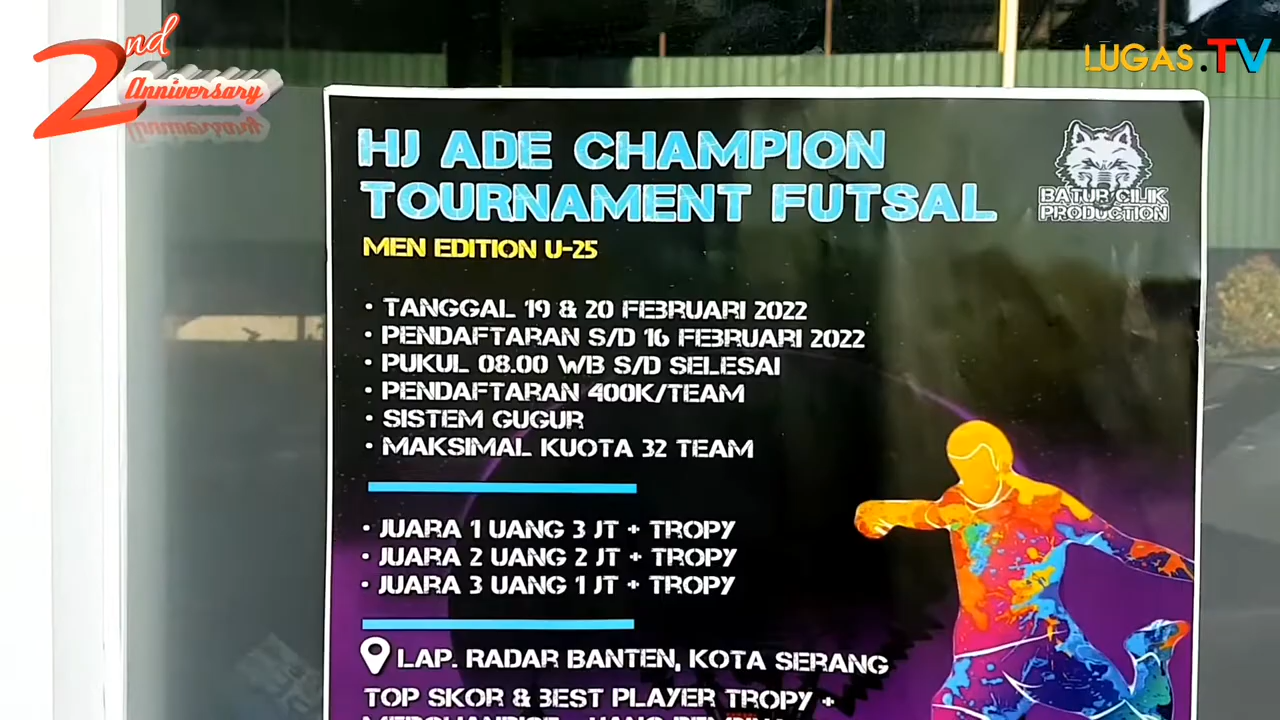 2nd
Anniversary
LUGAS.TV
HJ ADE CHAMPION
TOURNAMENT FUTSAL
BATUR CILIK
PRODUCTION
MEN EDITION U-25
• TANGGAL 19 & 20 FEBRUARI 2022
• PENDAFTARAN S/D 16 FEBRUARI 2022
• PUKUL 08.00 WIB S/D SELESAI
• PENDAFTARAN 400K/TEAM
• SISTEM GUGUR
• MAKSIMAL KUOTA 32 TEAM
• JUARA 1 UANG 3 JT + TROPY
• JUARA 2 UANG 2 JT + TROPY
• JUARA 3 UANG 1 JT + TROPY
LAP. RADAR BANTEN, KOTA SERANG
TOP SKOR & BEST PLAYER TROPY +